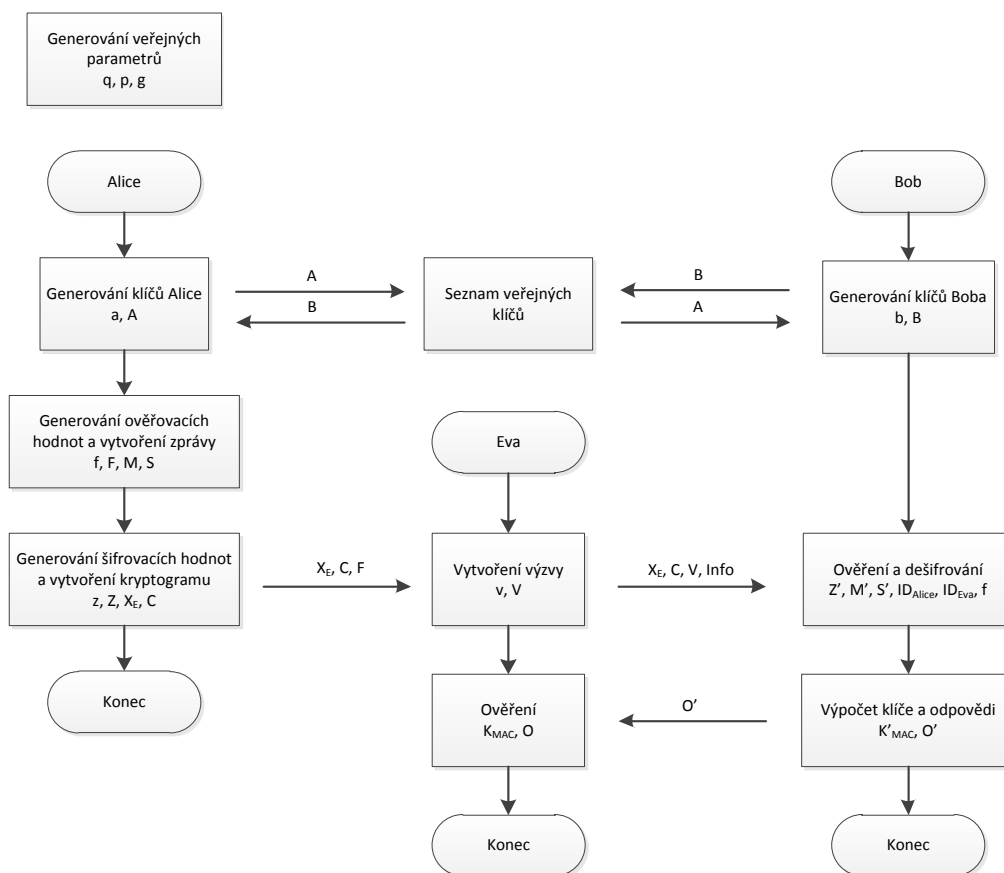 Generování veřejných
parametrů
q, p, g
Alice
Bob
Generování klíčů Alice
a, A
A
B
Seznam veřejných
klíčů
B
A
Generování klíčů Boba
b, B
Generování ověřovacích
hodnot a vytvoření zprávy
f, F, M, S
Eva
Generování šifrovacích hodnot
a vytvoření kryptogramu
z, Z, X_E, C
X_E, C, F
Vytvoření výzvy
v, V
X_E, C, V, Info
Ověření a dešifrování
Z’, M’, S’, ID_Alice, ID_Eva, f
Konec
Ověření
K_MAC, O
O’
Výpočet klíče a odpovědi
K’_MAC, O’
Konec
Konec